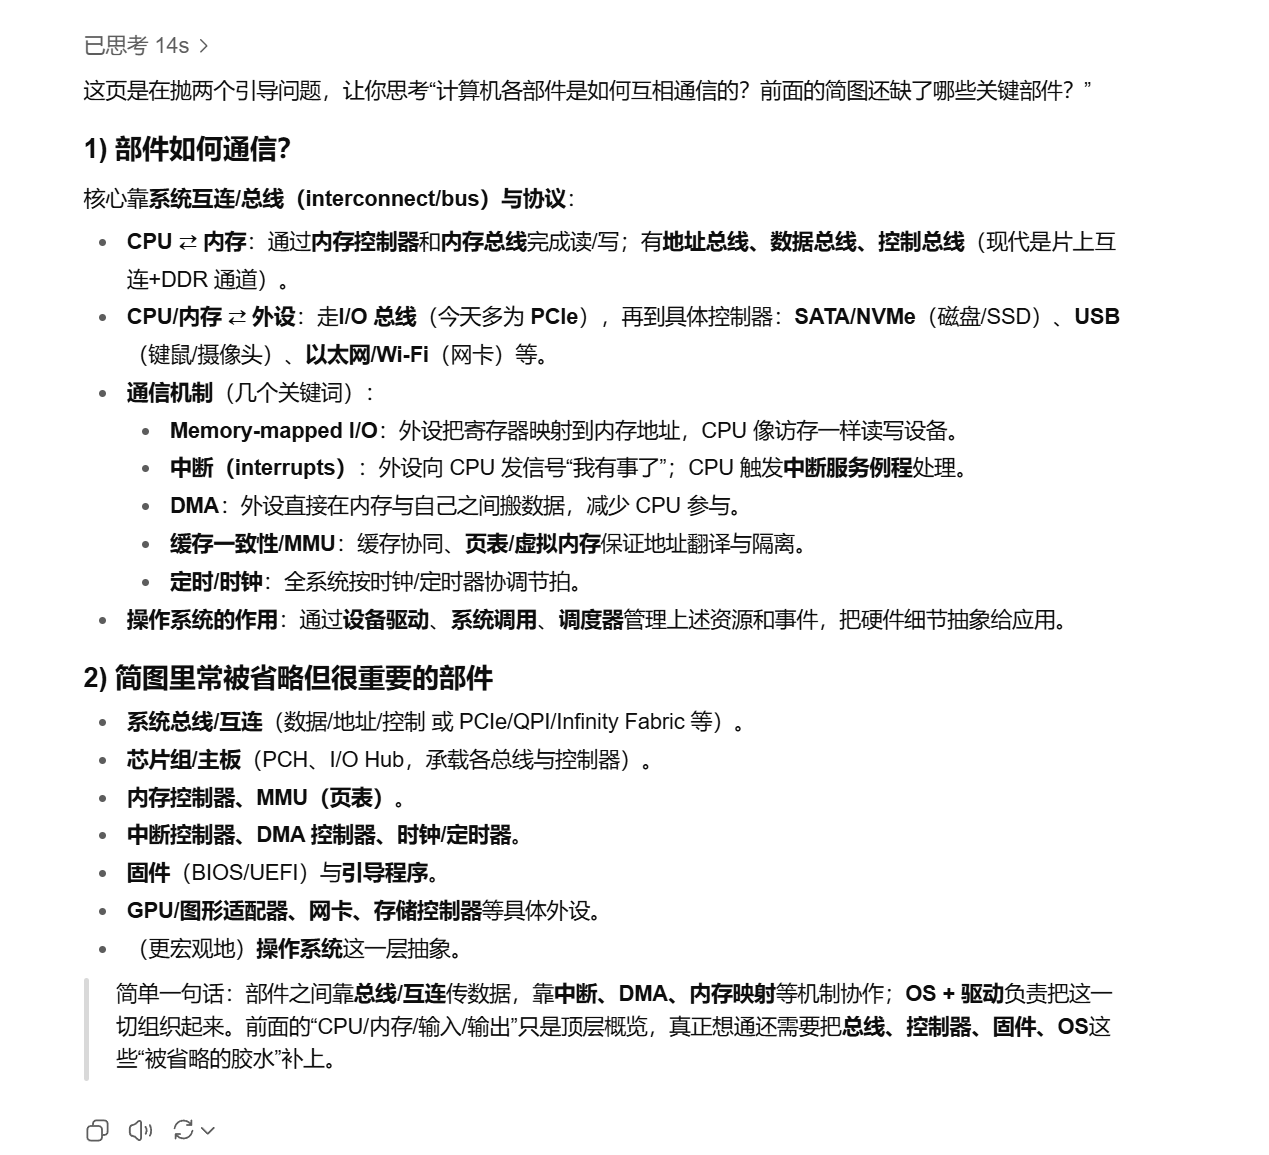 已思考 14s >
这页是在抛两个引导问题，让你思考“计算机各部件是如何互相通信的？前面的简图还缺了哪些关键部件？”
1) 部件如何通信？
核心靠系统互连/总线（interconnect/bus）与协议：
• CPU ⇄ 内存：通过内存控制器和内存总线完成读/写；有地址总线、数据总线、控制总线（现代是片上互
连+DDR 通道）。
• CPU/内存 ⇄ 外设：走I/O 总线（今天多为 PCIe），再到具体控制器：SATA/NVMe（磁盘/SSD）、USB
（键鼠/摄像头）、以太网/Wi-Fi（网卡）等。
• 通信机制（几个关键词）：
• Memory-mapped I/O：外设把寄存器映射到内存地址，CPU 像访存一样读写设备。
• 中断（interrupts）：外设向 CPU 发信号“我有事了”；CPU 触发中断服务例程处理。
• DMA：外设直接在内存与自己之间搬数据，减少 CPU 参与。
• 缓存一致性/MMU：缓存协同、页表/虚拟内存保证地址翻译与隔离。
• 定时/时钟：全系统按时钟/定时器协调节拍。
• 操作系统的作用：通过设备驱动、系统调用、调度器管理上述资源和事件，把硬件细节抽象给应用。
2) 简图里常被省略但很重要的部件
• 系统总线/互连（数据/地址/控制 或 PCIe/QPI/Infinity Fabric 等）。
• 芯片组/主板（PCH、I/O Hub，承载各总线与控制器）。
• 内存控制器、MMU（页表）。
• 中断控制器、DMA 控制器、时钟/定时器。
• 固件（BIOS/UEFI）与引导程序。
• GPU/图形适配器、网卡、存储控制器等具体外设。
• （更宏观地）操作系统这一层抽象。
简单一句话：部件之间靠总线/互连传数据，靠中断、DMA、内存映射等机制协作；OS + 驱动负责把这一
切组织起来。前面的“CPU/内存/输入/输出”只是顶层概览，真正想通还需要把总线、控制器、固件、OS这
些“被省略的胶水”补上。